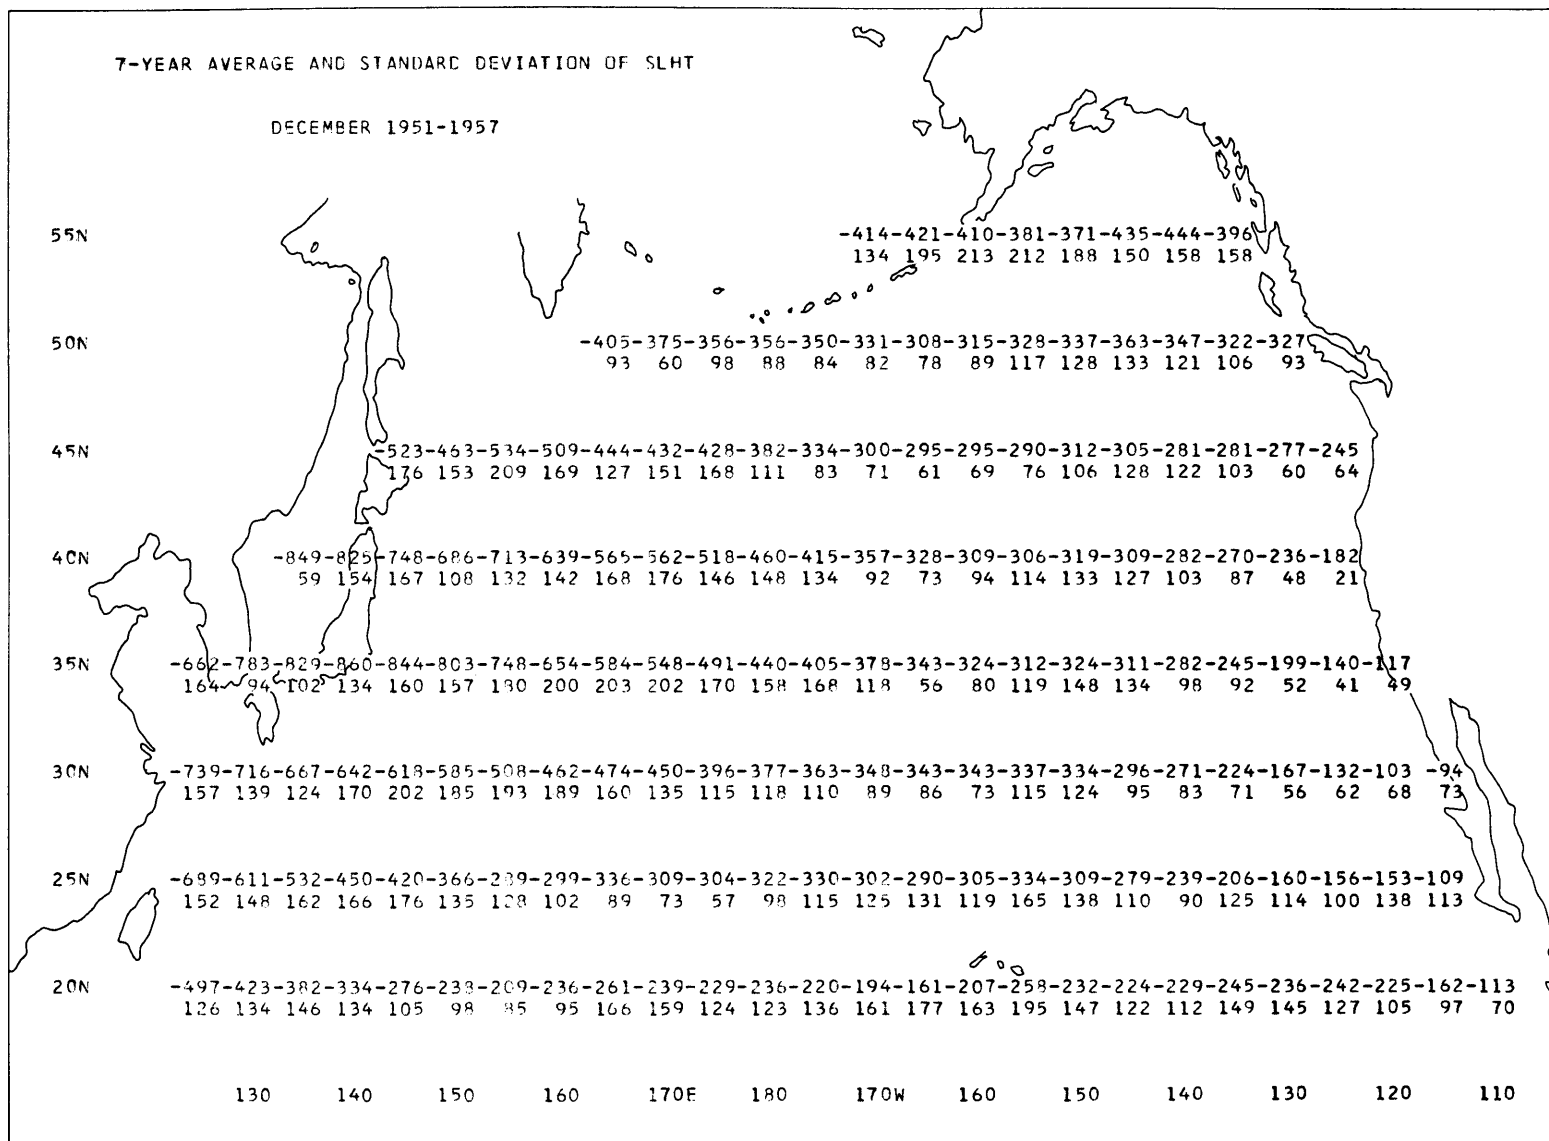 7-YEAR AVERAGE AND STANDARD DEVIATION OF SLHT
DECEMBER 1951-1957
55N -414-421-410-381-371-435-444-396
134 195 213 212 188 150 158 158
50N -405-375-356-356-350-331-308-315-328-337-363-347-322-327
93 60 98 88 84 82 78 89 117 128 133 121 106 93
45N -523-463-534-509-444-432-428-382-334-300-295-295-290-312-305-281-281-277-245
176 153 209 169 127 151 168 111 83 71 61 69 76 106 128 122 103 60 64
40N -849-825-748-686-713-639-565-562-518-460-415-357-328-309-306-319-309-282-270-236-182
59 154 167 108 132 142 168 176 146 148 134 92 73 94 114 133 127 103 87 48 21
35N -662-783-829-860-844-803-748-654-584-548-491-440-405-378-343-324-312-324-311-282-245-199-140-117
164 94 102 134 160 157 180 200 203 202 170 158 168 118 56 80 119 148 134 98 92 52 41 49
30N -739-716-667-642-618-585-508-462-474-450-396-377-363-348-343-343-337-334-296-271-224-167-132-103 -94
157 139 124 170 202 185 193 189 160 135 115 118 110 89 86 73 115 124 95 83 71 56 62 68 73
25N -689-611-532-450-420-366-289-299-336-309-304-322-330-302-290-305-334-309-279-239-206-160-156-153-109
152 148 162 166 176 135 128 102 89 73 57 98 115 125 131 119 165 138 110 90 125 114 100 138 113
20N -497-423-382-334-276-238-209-236-261-239-229-236-220-194-161-207-258-232-224-229-245-236-242-225-162-113
126 134 146 134 105 98 85 95 166 159 124 123 136 161 177 163 195 147 122 112 149 145 127 105 97 70
130 140 150 160 170E 180 170W 160 150 140 130 120 110